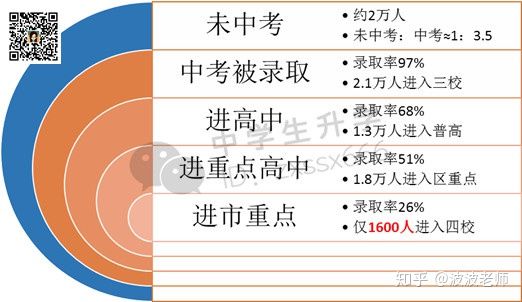 未中考
• 约2万人
• 未中考：中考≈1：3.5
中考被录取
• 录取率97%
• 2.1万人进入三校
进高中
• 录取率68%
• 1.3万人进入普高
进重点高中
• 录取率51%
• 1.8万人进入区重点
进市重点
• 录取率26%
• 仅1600人进入四校
中学生升学
知乎 @波波老师